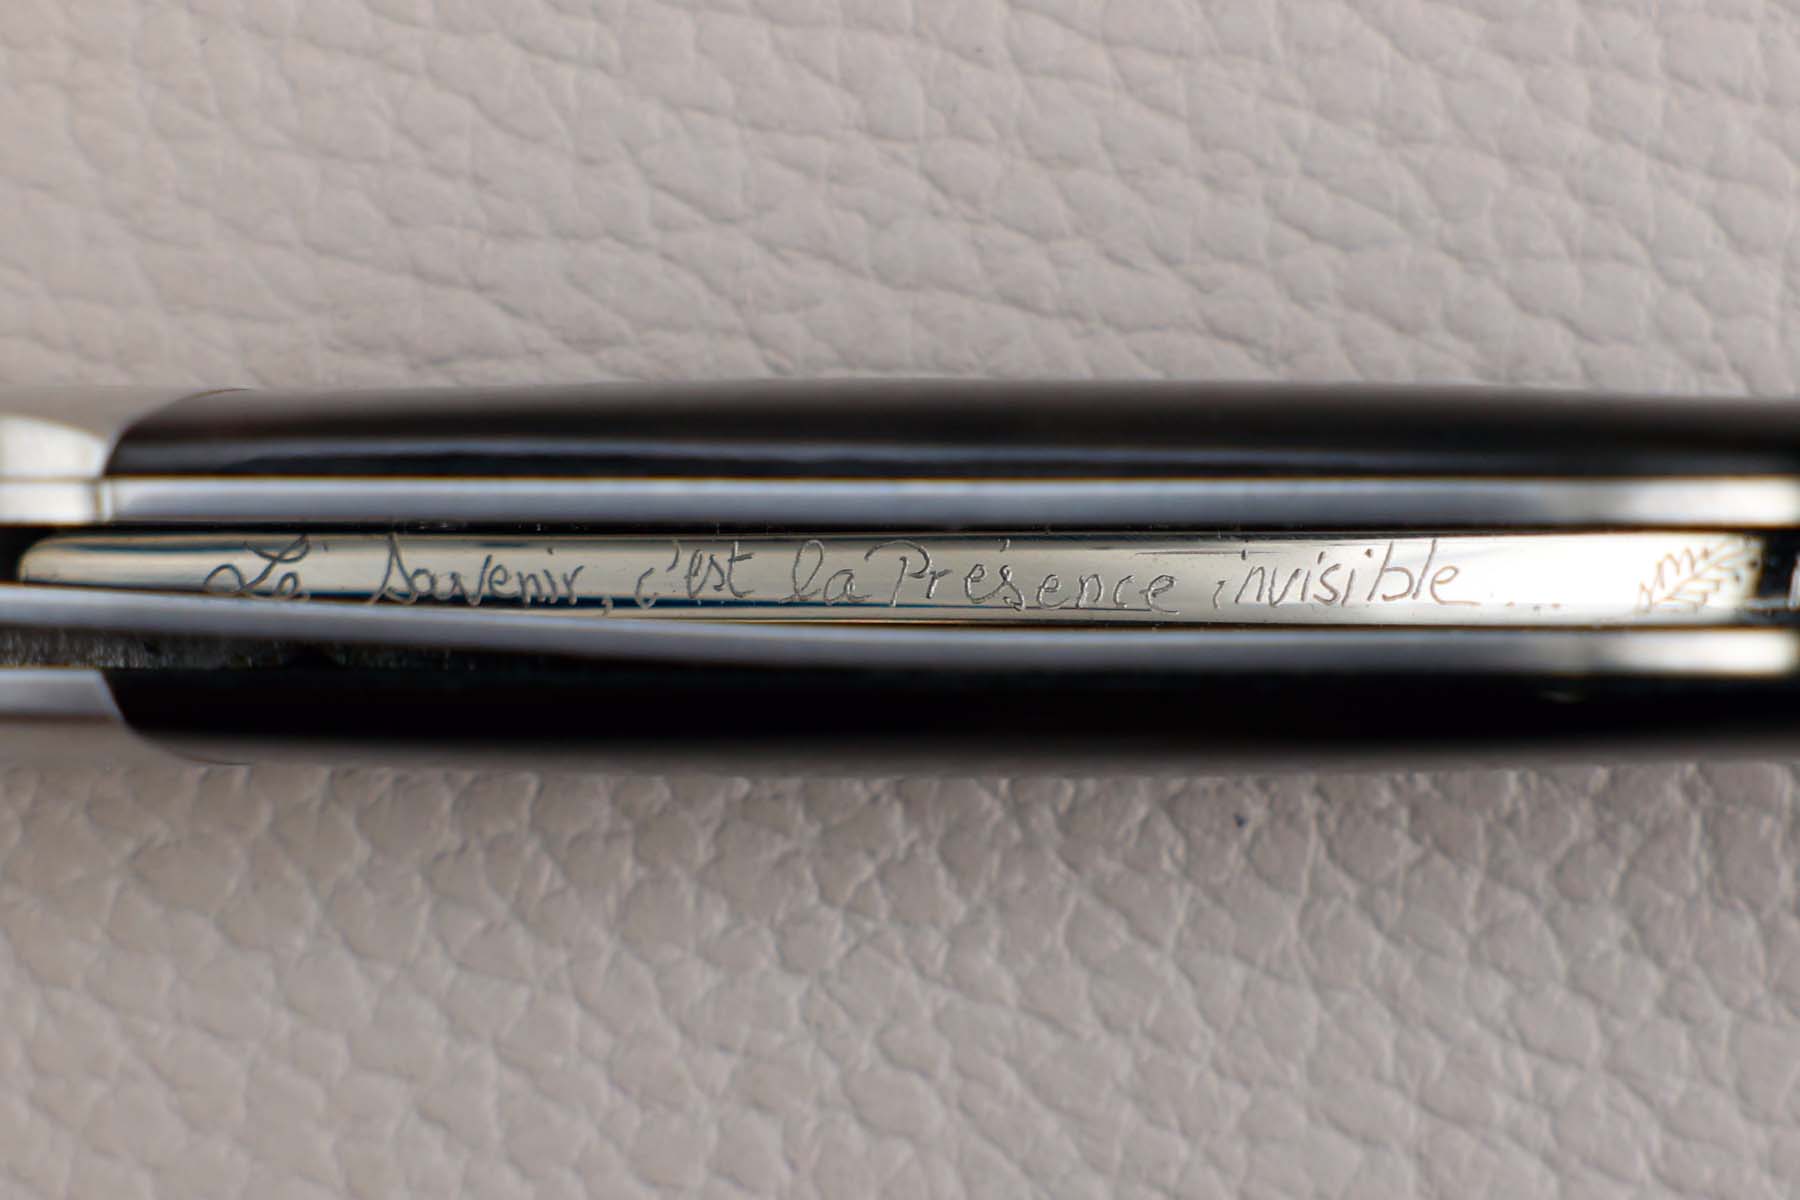 Le Souvenir, c'est la Présence invisible...